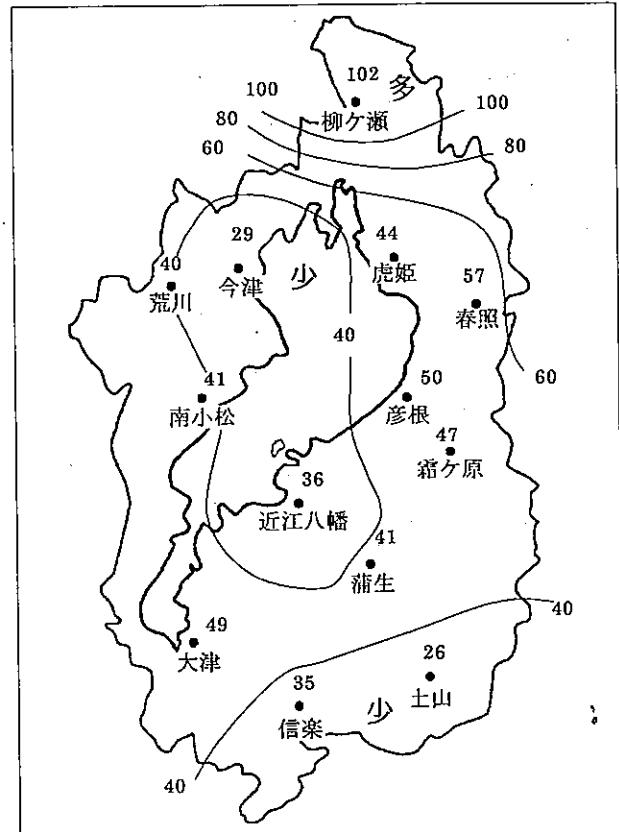 102
多
100
100
柳ケ瀬
80
80
60
29
少
44
40
今津
虎姫
荒川
57
春照
40
60
41
50
南小松
彦根
47
霜ケ原
36
近江八幡
41
蒲生
40
49
大津
26
35
土山
少
信楽
40